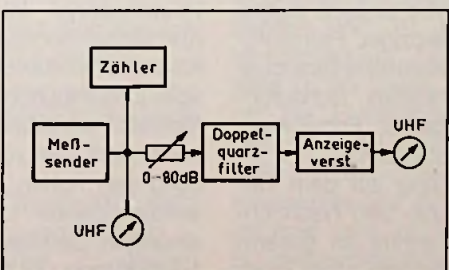 Zähler
Meß-
sender
0–80dB
Doppel-
quarz-
filter
Anzeige-
verst.
UHF
UHF